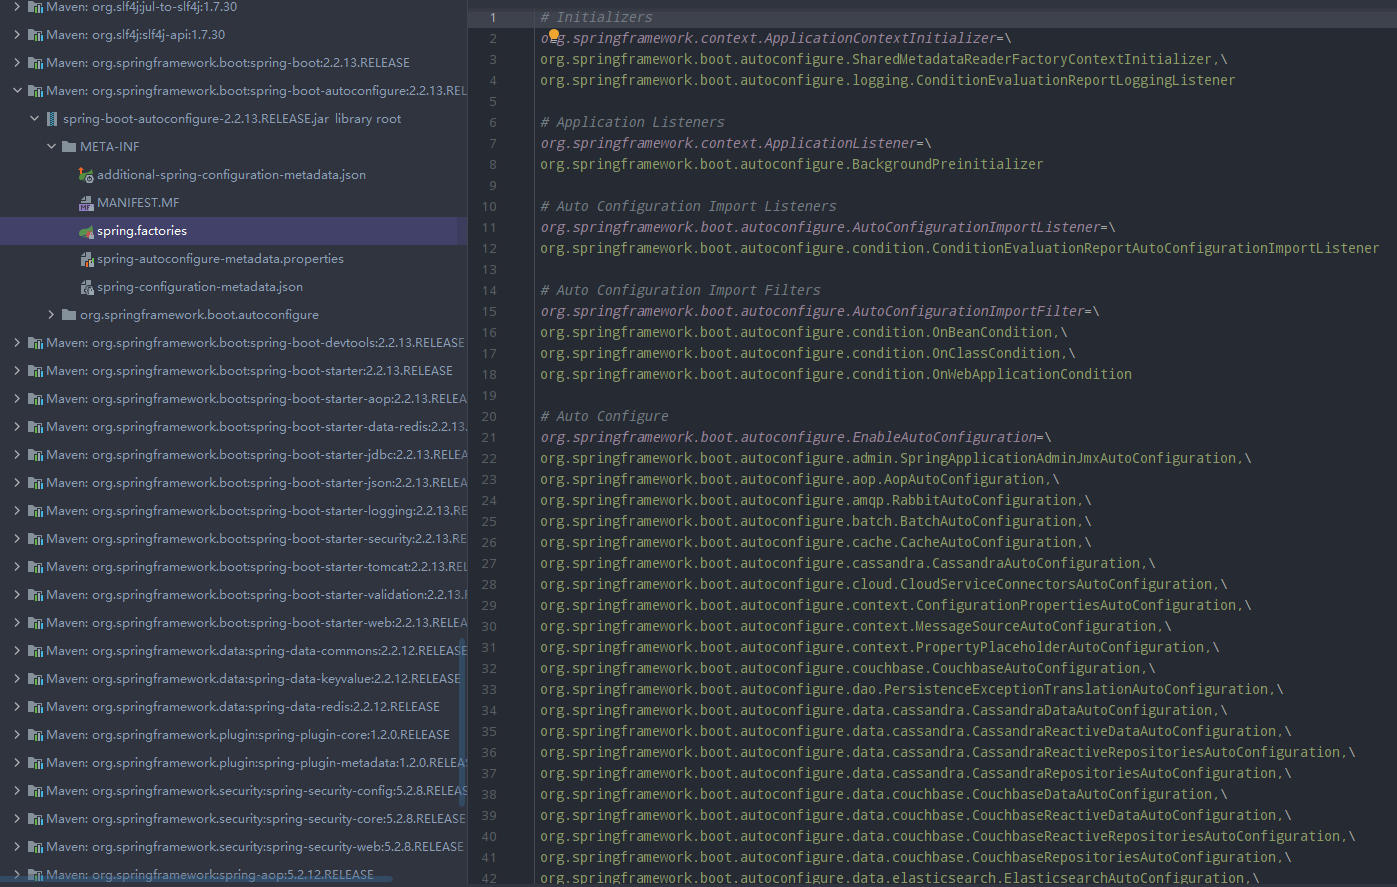 Maven: org.slf4j:jul-to-slf4j:1.7.30
Maven: org.slf4j:slf4j-api:1.7.30
Maven: org.springframework.boot:spring-boot:2.2.13.RELEASE
Maven: org.springframework.boot:spring-boot-autoconfigure:2.2.13.REL
spring-boot-autoconfigure-2.2.13.RELEASE.jar library root
META-INF
additional-spring-configuration-metadata.json
MANIFEST.MF
spring.factories
spring-autoconfigure-metadata.properties
spring-configuration-metadata.json
org.springframework.boot.autoconfigure
Maven: org.springframework.boot:spring-boot-devtools:2.2.13.RELEASE
Maven: org.springframework.boot:spring-boot-starter:2.2.13.RELEASE
Maven: org.springframework.boot:spring-boot-starter-aop:2.2.13.RELEA
Maven: org.springframework.boot:spring-boot-starter-data-redis:2.2.13.
Maven: org.springframework.boot:spring-boot-starter-jdbc:2.2.13.RELEA
Maven: org.springframework.boot:spring-boot-starter-json:2.2.13.RELEA
Maven: org.springframework.boot:spring-boot-starter-logging:2.2.13.RE
Maven: org.springframework.boot:spring-boot-starter-security:2.2.13.RE
Maven: org.springframework.boot:spring-boot-starter-tomcat:2.2.13.REL
Maven: org.springframework.boot:spring-boot-starter-validation:2.2.13.F
Maven: org.springframework.boot:spring-boot-starter-web:2.2.13.RELEA
Maven: org.springframework.data:spring-data-commons:2.2.12.RELEASE
Maven: org.springframework.data:spring-data-keyvalue:2.2.12.RELEASE
Maven: org.springframework.data:spring-data-redis:2.2.12.RELEASE
Maven: org.springframework.plugin:spring-plugin-core:1.2.0.RELEASE
Maven: org.springframework.plugin:spring-plugin-metadata:1.2.0.RELEAS
Maven: org.springframework.security:spring-security-config:5.2.8.RELEAS
Maven: org.springframework.security:spring-security-core:5.2.8.RELEASE
Maven: org.springframework.security:spring-security-web:5.2.8.RELEASE
Maven: org.springframework:spring-aop:5.2.12.RELEASE
1 # Initializers
2 org.springframework.context.ApplicationContextInitializer=\
3 org.springframework.boot.autoconfigure.SharedMetadataReaderFactoryContextInitializer,\
4 org.springframework.boot.autoconfigure.logging.ConditionEvaluationReportLoggingListener
5
6 # Application Listeners
7 org.springframework.context.ApplicationListener=\
8 org.springframework.boot.autoconfigure.BackgroundPreinitializer
9
10 # Auto Configuration Import Listeners
11 org.springframework.boot.autoconfigure.AutoConfigurationImportListener=\
12 org.springframework.boot.autoconfigure.condition.ConditionEvaluationReportAutoConfigurationImportListener
13
14 # Auto Configuration Import Filters
15 org.springframework.boot.autoconfigure.AutoConfigurationImportFilter=\
16 org.springframework.boot.autoconfigure.condition.OnBeanCondition,\
17 org.springframework.boot.autoconfigure.condition.OnClassCondition,\
18 org.springframework.boot.autoconfigure.condition.OnWebApplicationCondition
19
20 # Auto Configure
21 org.springframework.boot.autoconfigure.EnableAutoConfiguration=\
22 org.springframework.boot.autoconfigure.admin.SpringApplicationAdminJmxAutoConfiguration,\
23 org.springframework.boot.autoconfigure.aop.AopAutoConfiguration,\
24 org.springframework.boot.autoconfigure.amqp.RabbitAutoConfiguration,\
25 org.springframework.boot.autoconfigure.batch.BatchAutoConfiguration,\
26 org.springframework.boot.autoconfigure.cache.CacheAutoConfiguration,\
27 org.springframework.boot.autoconfigure.cassandra.CassandraAutoConfiguration,\
28 org.springframework.boot.autoconfigure.cloud.CloudServiceConnectorsAutoConfiguration,\
29 org.springframework.boot.autoconfigure.context.ConfigurationPropertiesAutoConfiguration,\
30 org.springframework.boot.autoconfigure.context.MessageSourceAutoConfiguration,\
31 org.springframework.boot.autoconfigure.context.PropertyPlaceholderAutoConfiguration,\
32 org.springframework.boot.autoconfigure.couchbase.CouchbaseAutoConfiguration,\
33 org.springframework.boot.autoconfigure.dao.PersistenceExceptionTranslationAutoConfiguration,\
34 org.springframework.boot.autoconfigure.data.cassandra.CassandraDataAutoConfiguration,\
35 org.springframework.boot.autoconfigure.data.cassandra.CassandraReactiveDataAutoConfiguration,\
36 org.springframework.boot.autoconfigure.data.cassandra.CassandraReactiveRepositoriesAutoConfiguration,\
37 org.springframework.boot.autoconfigure.data.cassandra.CassandraRepositoriesAutoConfiguration,\
38 org.springframework.boot.autoconfigure.data.couchbase.CouchbaseDataAutoConfiguration,\
39 org.springframework.boot.autoconfigure.data.couchbase.CouchbaseReactiveDataAutoConfiguration,\
40 org.springframework.boot.autoconfigure.data.couchbase.CouchbaseReactiveRepositoriesAutoConfiguration,\
41 org.springframework.boot.autoconfigure.data.couchbase.CouchbaseRepositoriesAutoConfiguration,\
42 org.springframework.boot.autoconfigure.data.elasticsearch.ElasticsearchAutoConfiguration,\